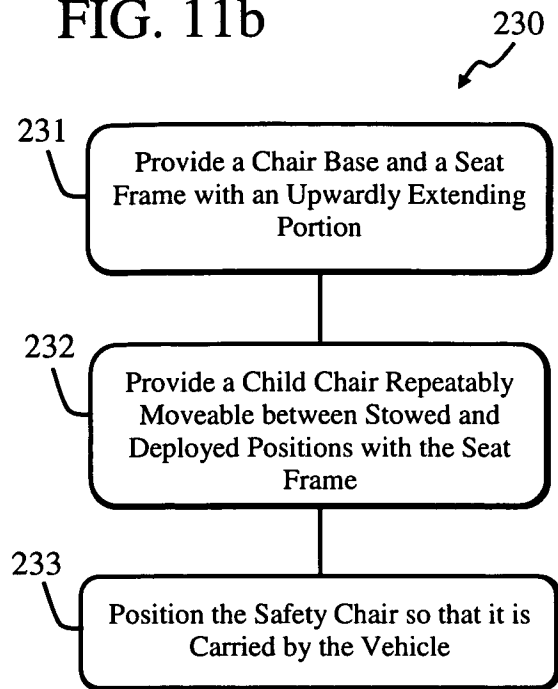 FIG. 11b
230
231
Provide a Chair Base and a Seat
Frame with an Upwardly Extending
Portion
232
Provide a Child Chair Repeatably
Moveable between Stowed and
Deployed Positions with the Seat
Frame
233
Position the Safety Chair so that it is
Carried by the Vehicle